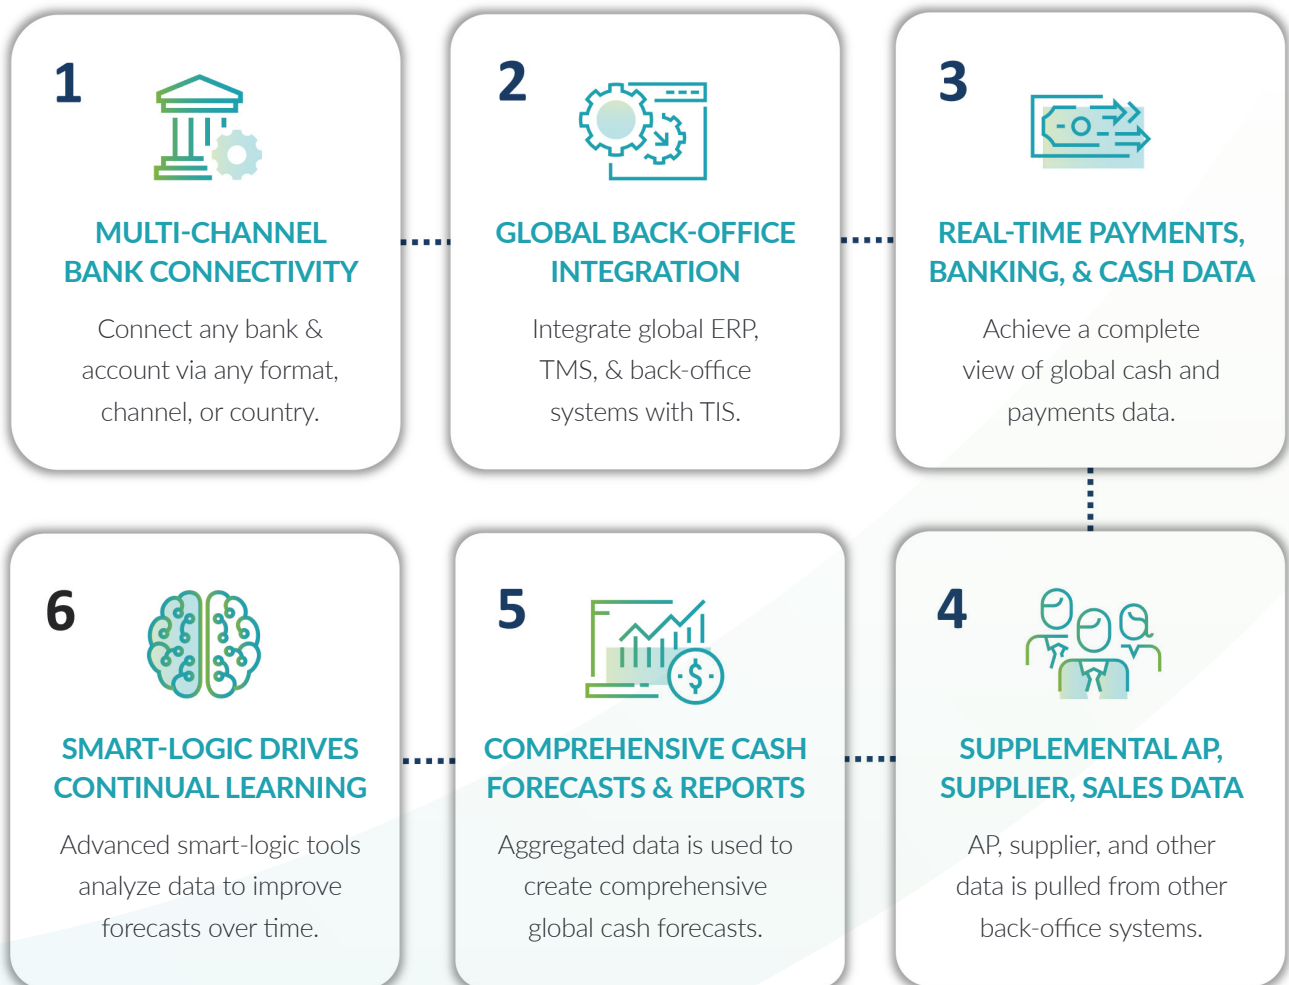 1
MULTI-CHANNEL
BANK CONNECTIVITY
Connect any bank &
account via any format,
channel, or country.
2
GLOBAL BACK-OFFICE
INTEGRATION
Integrate global ERP,
TMS, & back-office
systems with TIS.
3
REAL-TIME PAYMENTS,
BANKING, & CASH DATA
Achieve a complete
view of global cash and
payments data.
4
SUPPLEMENTAL AP,
SUPPLIER, SALES DATA
AP, supplier, and other
data is pulled from other
back-office systems.
5
COMPREHENSIVE CASH
FORECASTS & REPORTS
Aggregated data is used to
create comprehensive
global cash forecasts.
6
SMART-LOGIC DRIVES
CONTINUAL LEARNING
Advanced smart-logic tools
analyze data to improve
forecasts over time.